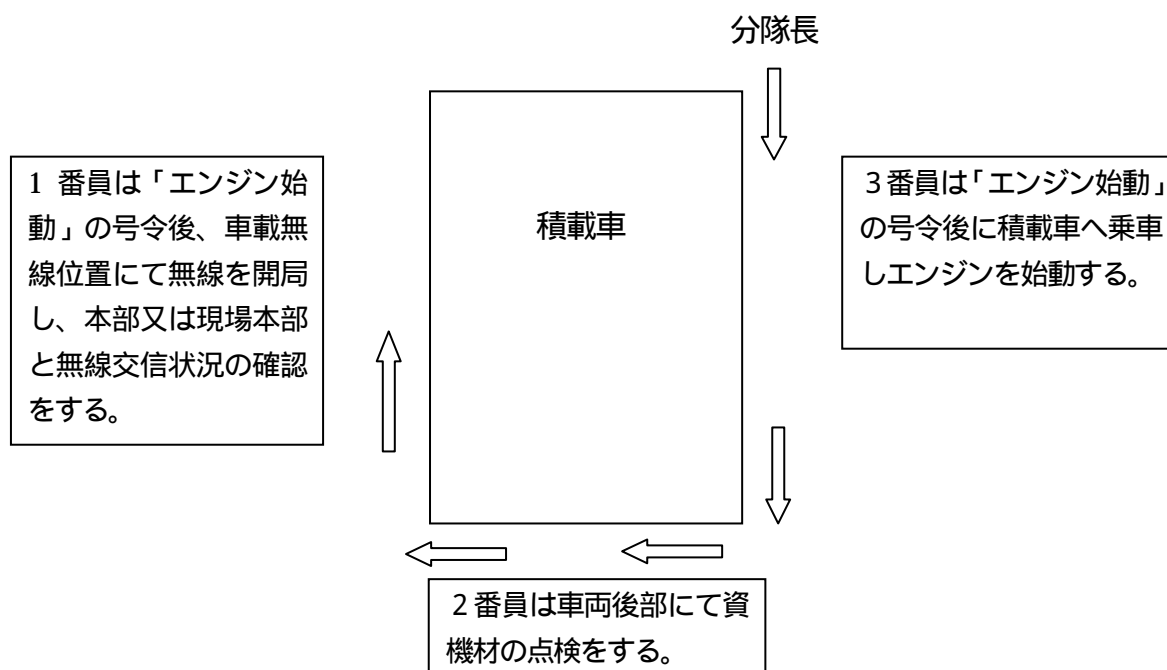 分隊長
1 番員は「エンジン始
動」の号令後、車載無
線位置にて無線を開局
し、本部又は現場本部
と無線交信状況の確認
をする。
積載車
3番員は「エンジン始動」
の号令後に積載車へ乗車
しエンジンを始動する。
2番員は車両後部にて資
機材の点検をする。